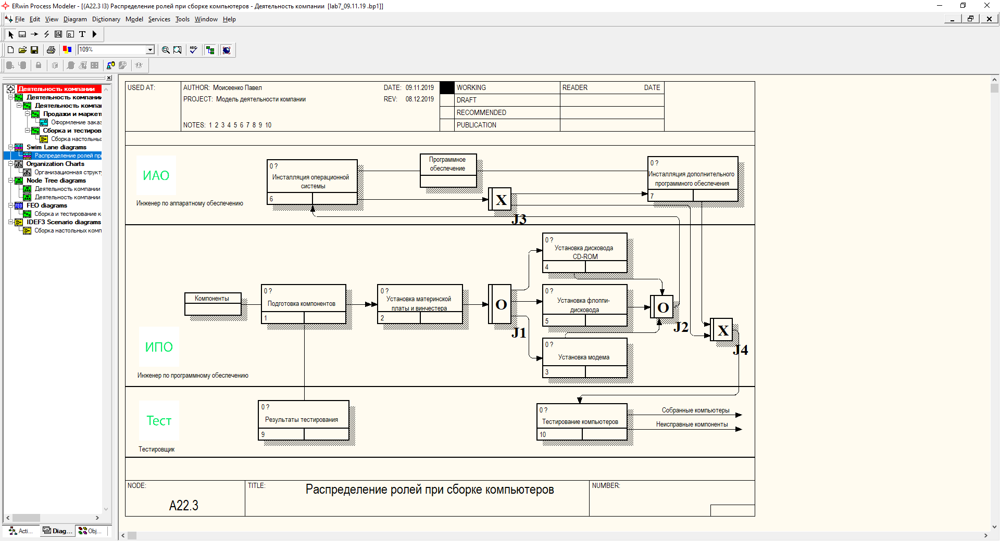 ERwin Process Modeler - [(A22.3 I3) Распределение ролей при сборке компьютеров - Деятельность компании  [lab7_09.11.19 .bp1]]
File Edit View Diagram Dictionary Model Services Tools Window Help
109%
Деятельность компании
Деятельность компании
Деятельность компа
Продажи и маркет
Оформление заказ
Сборка и тестиров
Сборка настольны
Swim Lane diagrams
Распределение ролей при
Organization Charts
Организационная структу
Node Tree diagrams
Деятельность компании
Деятельность компании
FEO diagrams
Сборка и тестирование к
IDEF3 Scenario diagrams
Сборка настольных комп
Acti...
Diag...
Obj...
USED AT:
AUTHOR: Моисеенко Павел
DATE: 09.11.2019
PROJECT: Модель деятельности компании
REV: 08.12.2019
NOTES: 1 2 3 4 5 6 7 8 9 10
WORKING
DRAFT
RECOMMENDED
PUBLICATION
READER
DATE
ИАО
Инженер по аппаратному обеспечению
0 ?
Инсталляция операционной
системы
6
Программное
обеспечение
X
J3
0 ?
Инсталляция дополнительного
программного обеспечения
7
ИПО
Инженер по программному обеспечению
Компоненты
0 ?
Подготовка компонентов
1
0 ?
Установка материнской
платы и винчестера
2
O
J1
0 ?
Установка дисковода
CD-ROM
4
0 ?
Установка флоппи-
дисковода
5
0 ?
Установка модема
3
O
J2
X
J4
Тест
Тестировщик
0 ?
Результаты тестирования
9
0 ?
Тестирование компьютеров
10
Собранные компьютеры
Неисправные компоненты
NODE:
A22.3
TITLE:
Распределение ролей при сборке компьютеров
NUMBER: